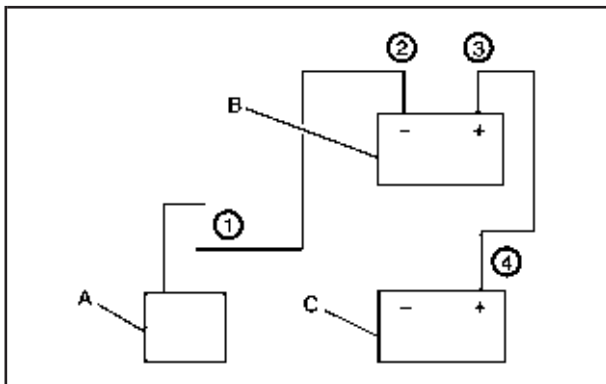 ② ③
B
− +
①
④
A
C
− +